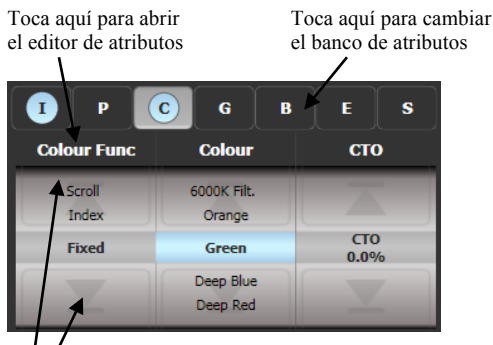 Toca aquí para abrir
el editor de atributos
Toca aquí para cambiar
el banco de atributos
I P C G B E S
Colour Func Colour CTO
Scroll
Index
Fixed
6000K Filt.
Orange
Green
Deep Blue
Deep Red
CTO
0.0%